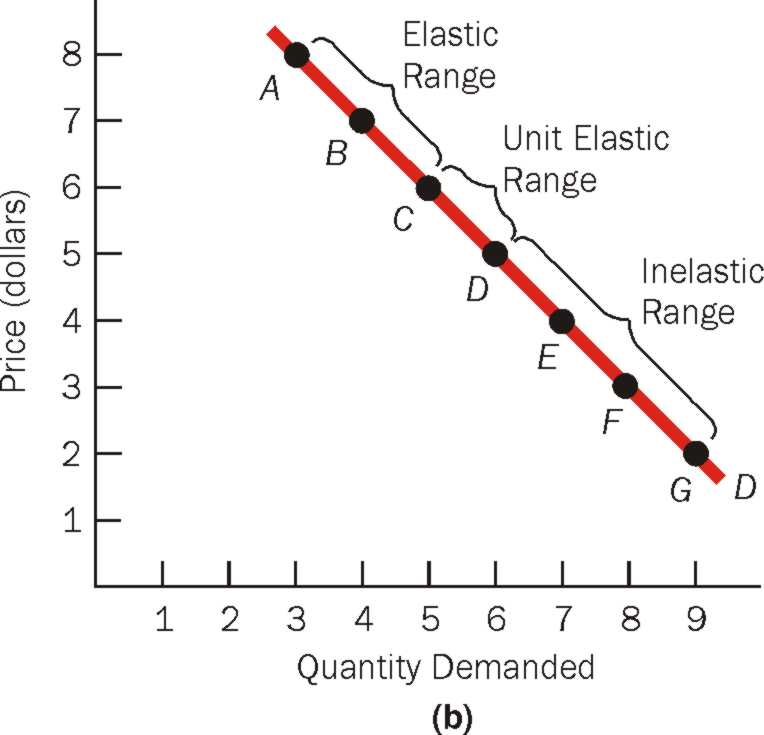 Elastic
Range
Unit Elastic
Range
Inelastic
Range
Price (dollars)
8
7
6
5
4
3
2
1
A
B
C
D
E
F
G
D
1 2 3 4 5 6 7 8 9
Quantity Demanded
(b)